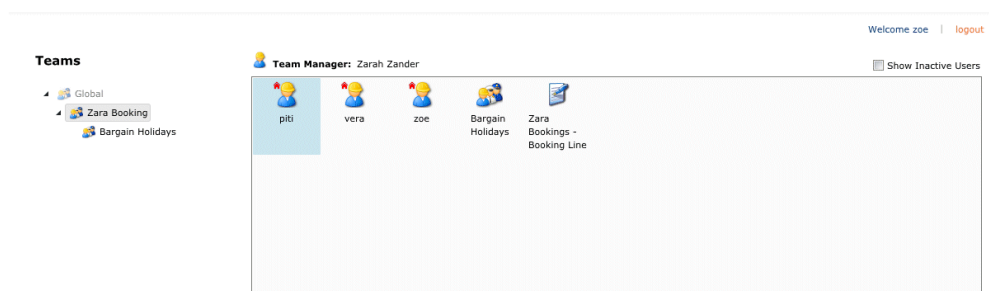 Welcome zoe | logout
Teams
Team Manager: Zarah Zander
Show Inactive Users
Global
Zara Booking
Bargain Holidays
piti
vera
zoe
Bargain
Holidays
Zara
Bookings -
Booking Line